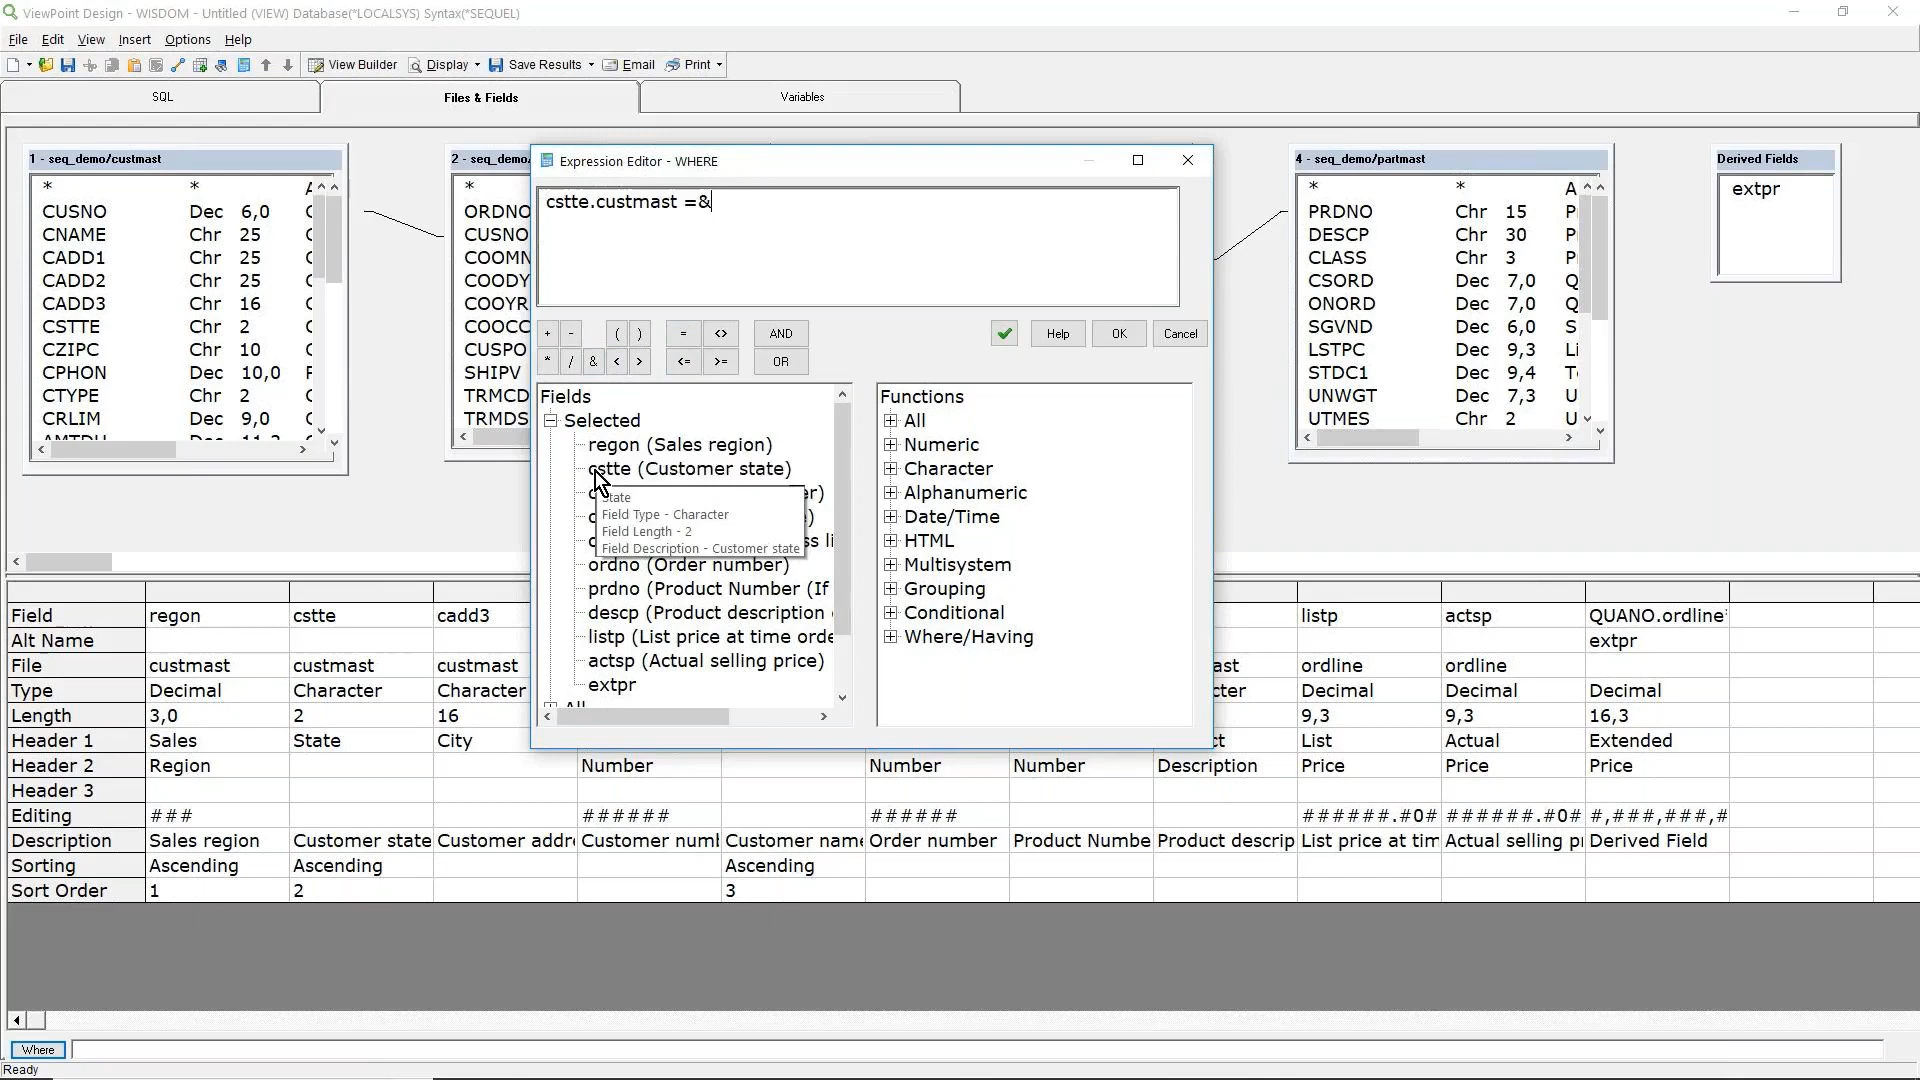 ViewPoint Design - WISDOM - Untitled (VIEW) Database(*LOCALSYS) Syntax(*SEQUEL)
File Edit View Insert Options Help
View Builder Display Save Results Email Print
SQL Files & Fields Variables
1 - seq_demo/custmast
* *
CUSNO Dec 6,0
CNAME Chr 25
CADD1 Chr 25
CADD2 Chr 25
CADD3 Chr 16
CSTTE Chr 2
CZIPC Chr 10
CPHON Dec 10,0
CTYPE Chr 2
CRLIM Dec 9,0
2 - seq_demo/
*
ORDNO
CUSNO
COOMN
COODY
COOYR
COOCC
CUSPO
SHIPV
TRMCD
TRMDS
Expression Editor - WHERE
cstte.custmast =&
+ - ( ) = <> AND
Help OK Cancel
* / & < > <= >= OR
Fields
Selected
regon (Sales region)
cstte (Customer state)
State
Field Type - Character
Field Length - 2
Field Description - Customer state
ordno (Order number)
prdno (Product Number (If
descp (Product description
listp (List price at time orde
actsp (Actual selling price)
extpr
All
Functions
All
Numeric
Character
Alphanumeric
Date/Time
HTML
Multisystem
Grouping
Conditional
Where/Having
4 - seq_demo/partmast
* * A
PRDNO Chr 15
DESCP Chr 30
CLASS Chr 3
CSORD Dec 7,0
ONORD Dec 7,0
SGVND Dec 6,0
LSTPC Dec 9,3
STDC1 Dec 9,4
UNWGT Dec 7,3
UTMES Chr 2
Derived Fields
extpr
Field regon cstte cadd3 listp actsp QUANO.ordline*
Alt Name extpr
File custmast custmast custmast ast ordline ordline
Type Decimal Character Character cter Decimal Decimal Decimal
Length 3,0 2 16 9,3 9,3 16,3
Header 1 Sales State City ct List Actual Extended
Header 2 Region Number Number Number Description Price Price Price
Header 3
Editing ### ###### ###### ######.#0# ######.#0# #,###,###,#
Description Sales region Customer state Customer addr Customer numb Customer name Order number Product Numbe Product descrip List price at tim Actual selling p Derived Field
Sorting Ascending Ascending Ascending
Sort Order 1 2 3
Where
Ready